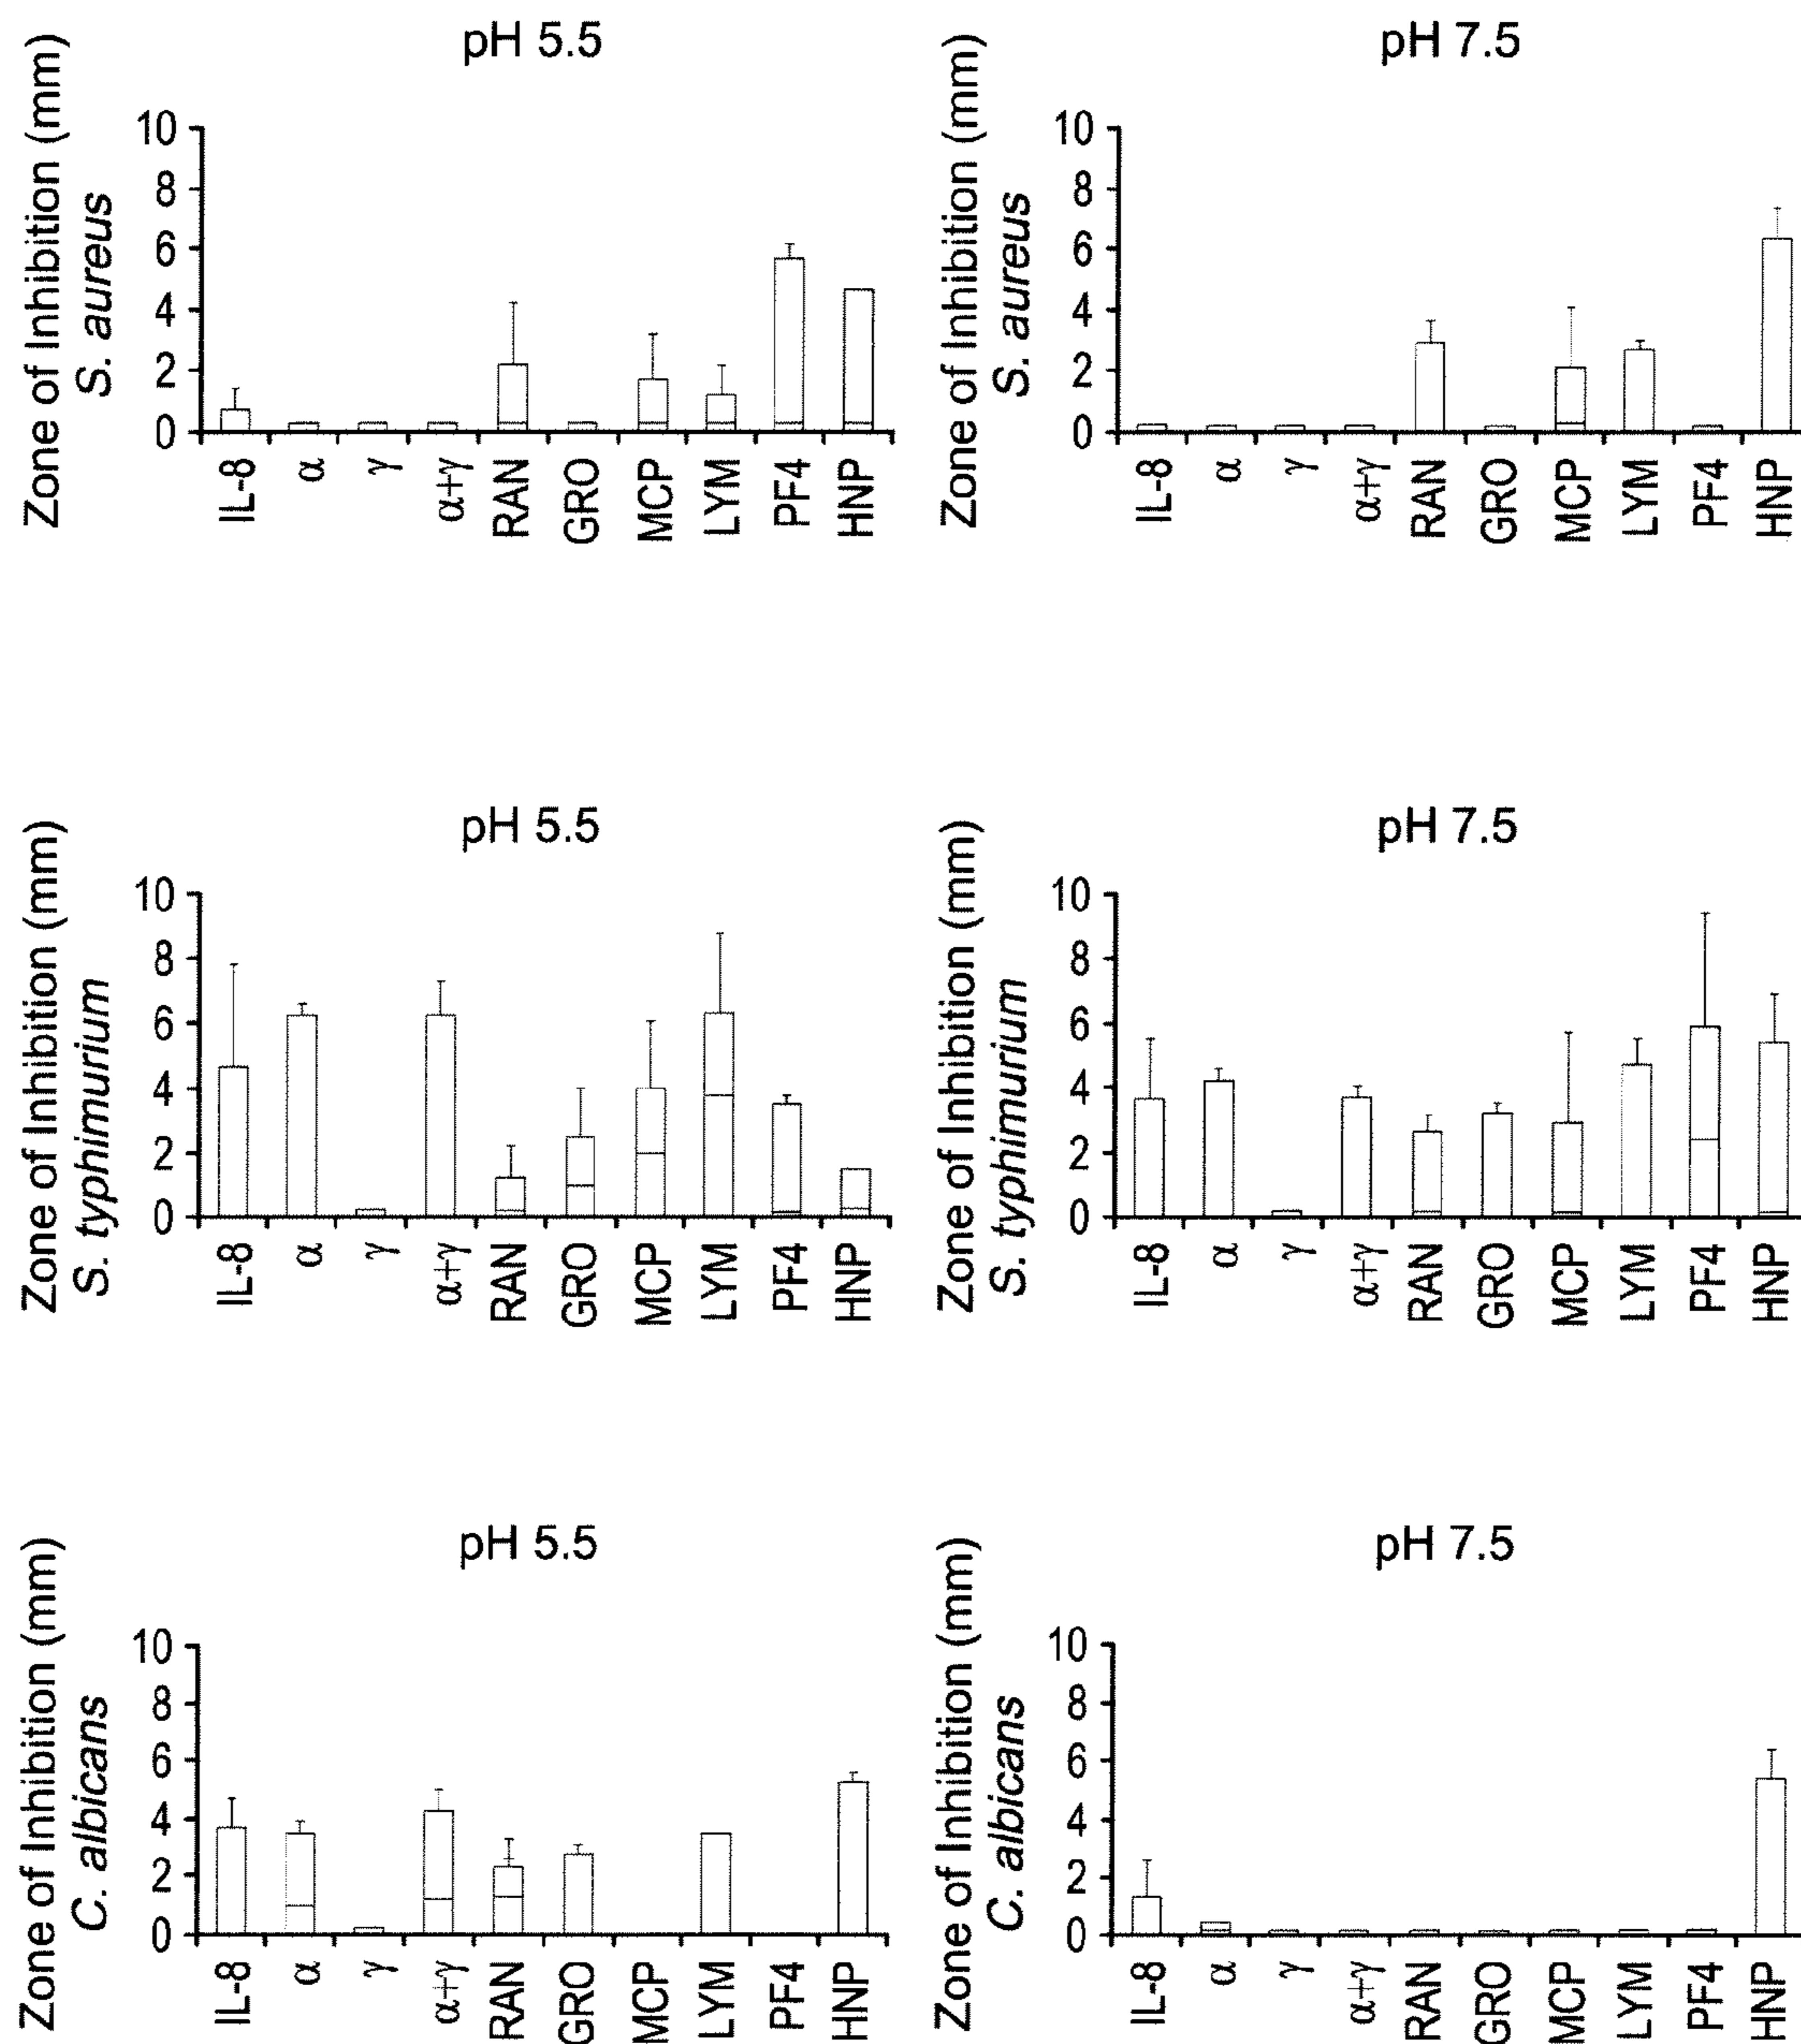 pH 5.5
Zone of Inhibition (mm)
S. aureus
10
8
6
4
2
0
IL-8
α
γ
α+γ
RAN
GRO
MCP
LYM
PF4
HNP
pH 7.5
Zone of Inhibition (mm)
S. aureus
10
8
6
4
2
0
IL-8
α
γ
α+γ
RAN
GRO
MCP
LYM
PF4
HNP
pH 5.5
Zone of Inhibition (mm)
S. typhimurium
10
8
6
4
2
0
IL-8
α
γ
α+γ
RAN
GRO
MCP
LYM
PF4
HNP
pH 7.5
Zone of Inhibition (mm)
S. typhimurium
10
8
6
4
2
0
IL-8
α
γ
α+γ
RAN
GRO
MCP
LYM
PF4
HNP
pH 5.5
Zone of Inhibition (mm)
C. albicans
10
8
6
4
2
0
IL-8
α
γ
α+γ
RAN
GRO
MCP
LYM
PF4
HNP
pH 7.5
Zone of Inhibition (mm)
C. albicans
10
8
6
4
2
0
IL-8
α
γ
α+γ
RAN
GRO
MCP
LYM
PF4
HNP